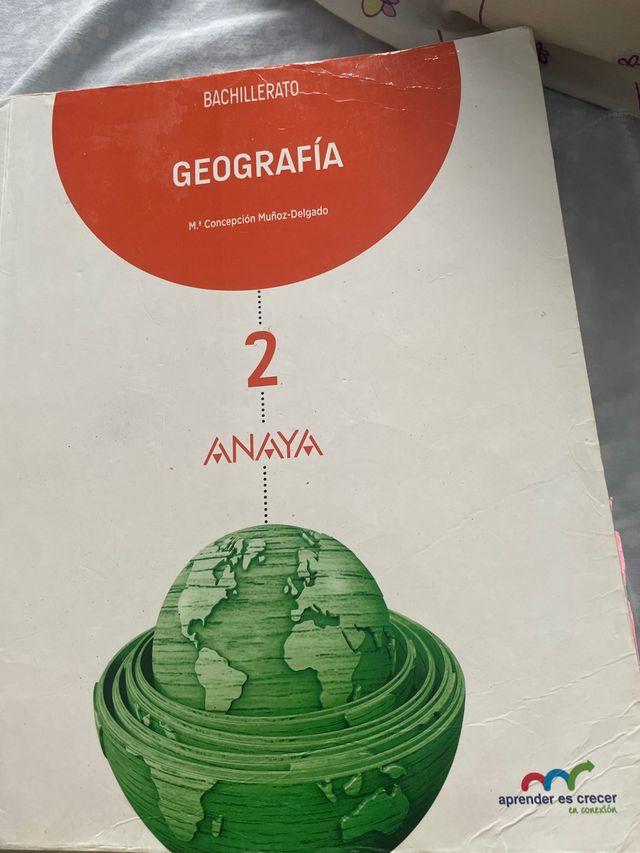 BACHILLERATO
GEOGRAFÍA
M.ª Concepción Muñoz-Delgado
2
ANAYA
aprender es crecer
en conexión